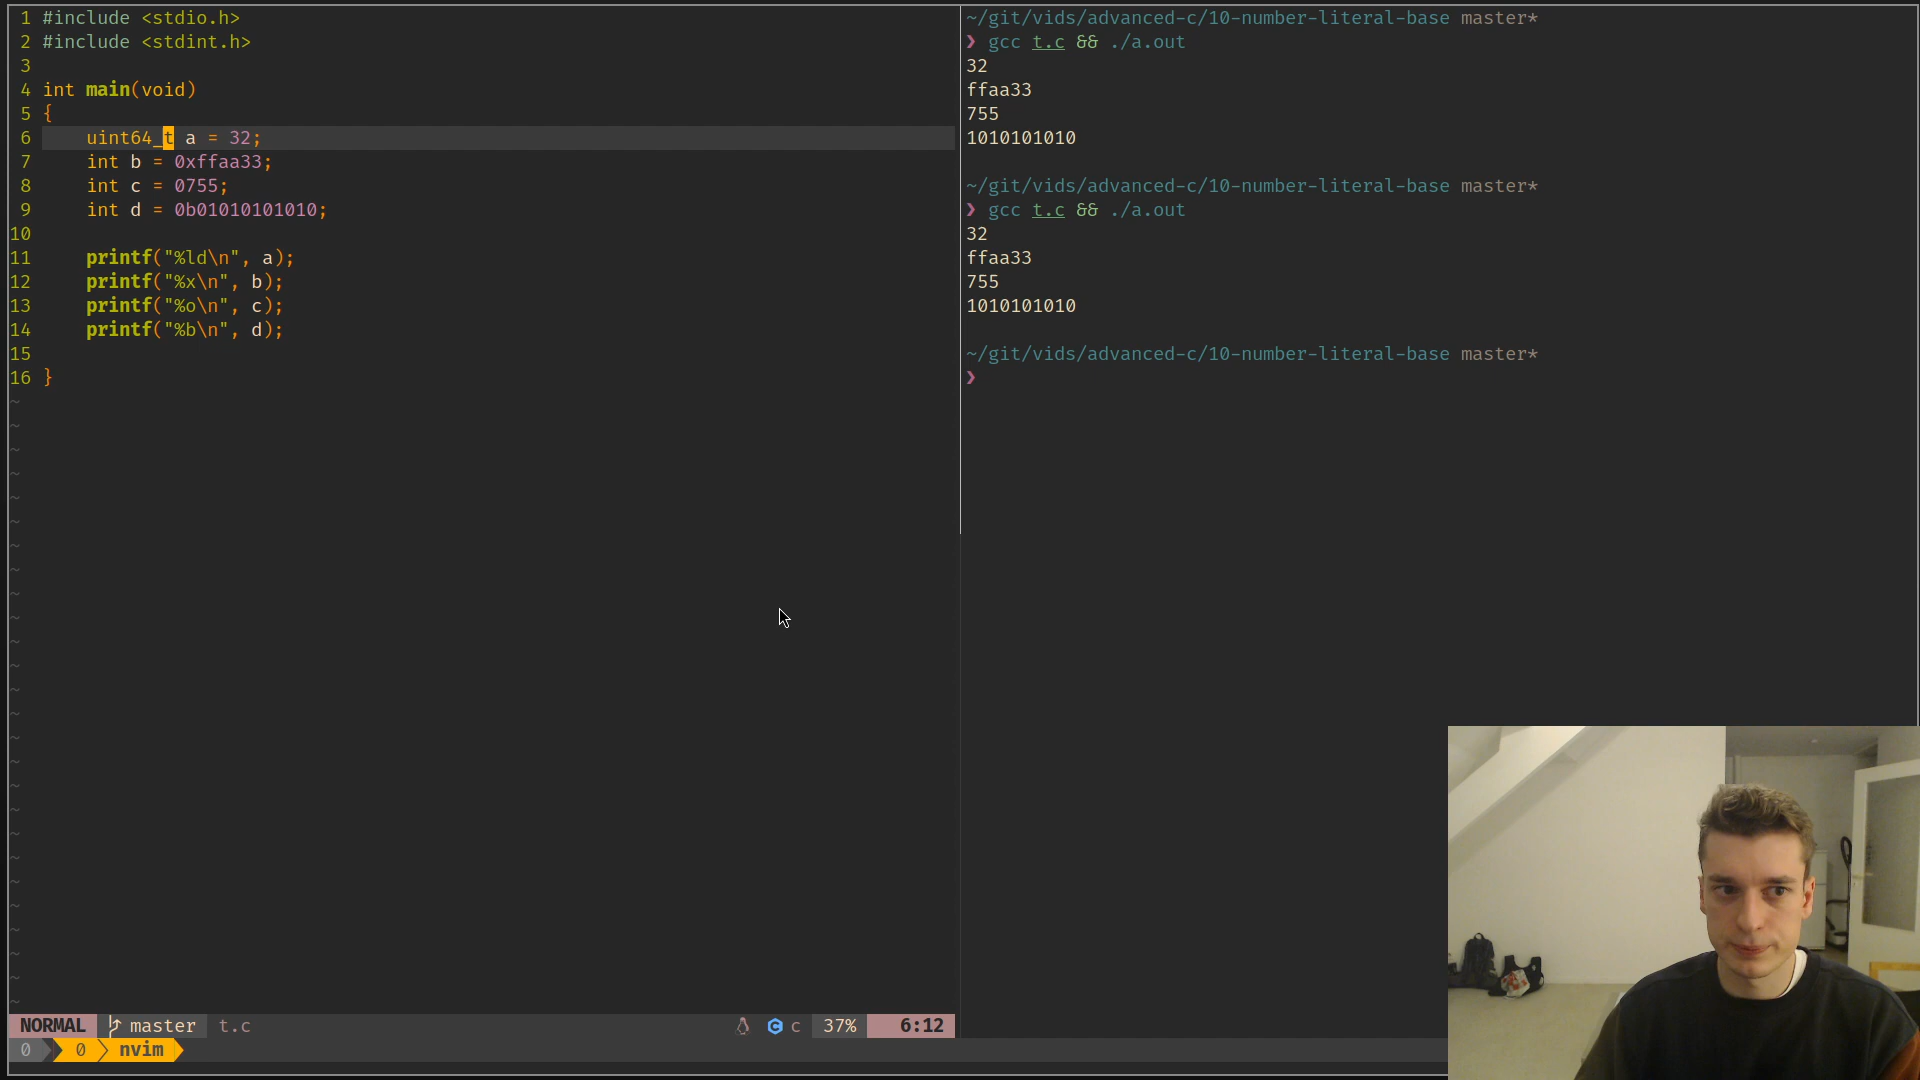 1 #include <stdio.h>
2 #include <stdint.h>
3
4 int main(void)
5 {
6     uint64_t a = 32;
7     int b = 0xffaa33;
8     int c = 0755;
9     int d = 0b01010101010;
10
11     printf("%ld\n", a);
12     printf("%x\n", b);
13     printf("%o\n", c);
14     printf("%b\n", d);
15
16 }
NORMAL master t.c c 37% 6:12
0 0 nvim
~/git/vids/advanced-c/10-number-literal-base master*
❯ gcc t.c && ./a.out
32
ffaa33
755
1010101010
~/git/vids/advanced-c/10-number-literal-base master*
❯ gcc t.c && ./a.out
32
ffaa33
755
1010101010
~/git/vids/advanced-c/10-number-literal-base master*
❯